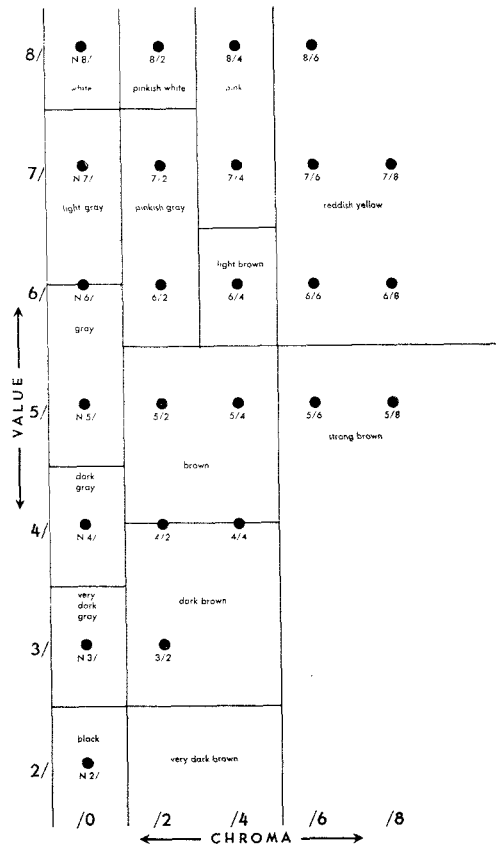 8/
N 8/
8/2
8/4
8/6
white
pinkish white
pink
7/
N 7/
7/2
7/4
7/6
7/8
light gray
pinkish gray
reddish yellow
light brown
6/
N 6/
6/2
6/4
6/6
6/8
gray
VALUE
5/
N 5/
5/2
5/4
5/6
5/8
strong brown
brown
dark
gray
4/
N 4/
4/2
4/4
very
dark
gray
dark brown
3/
N 3/
3/2
black
very dark brown
2/
N 2/
/0
/2
/4
/6
/8
CHROMA